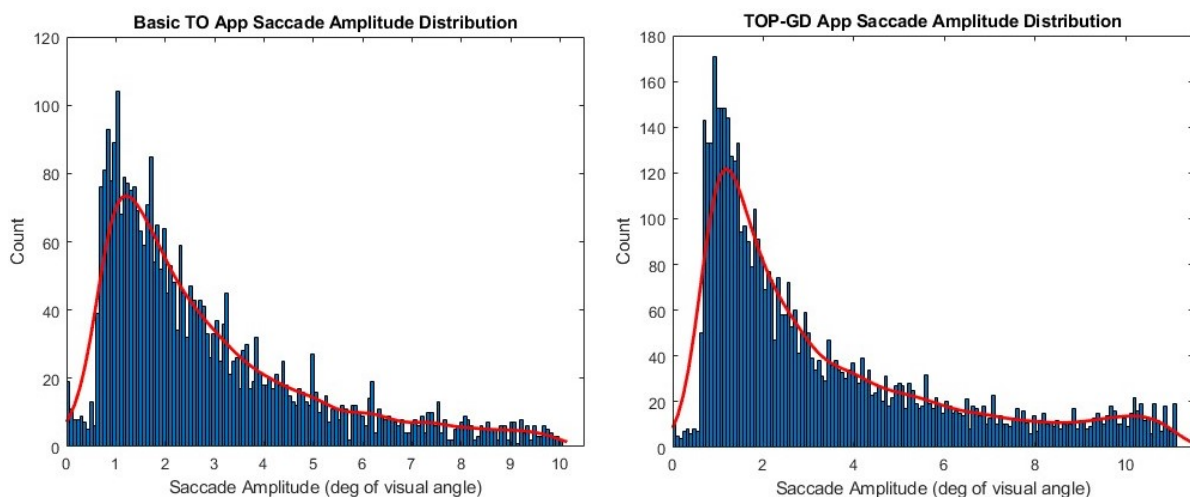 Basic TO App Saccade Amplitude Distribution
120
100
80
60
40
20
0
Count
0 1 2 3 4 5 6 7 8 9 10
Saccade Amplitude (deg of visual angle)
TOP-GD App Saccade Amplitude Distribution
180
160
140
120
100
80
60
40
20
0
Count
0 2 4 6 8 10
Saccade Amplitude (deg of visual angle)